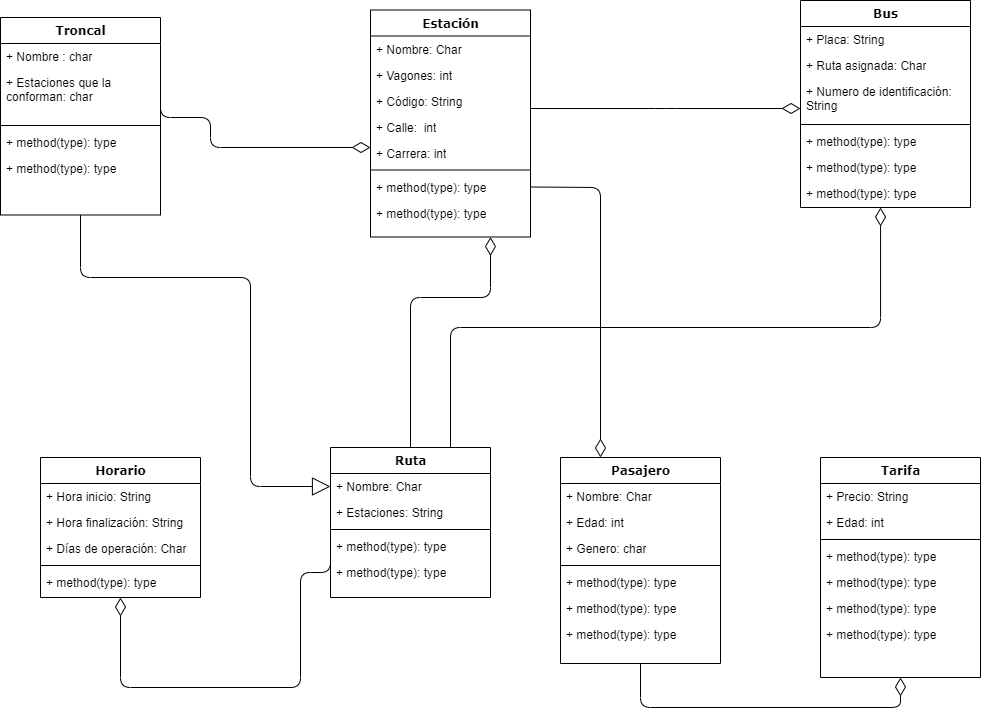 Troncal
+ Nombre : char
+ Estaciones que la
conforman: char
+ method(type): type
+ method(type): type
Estación
+ Nombre: Char
+ Vagones: int
+ Código: String
+ Calle:  int
+ Carrera: int
+ method(type): type
+ method(type): type
Bus
+ Placa: String
+ Ruta asignada: Char
+ Numero de identificación:
String
+ method(type): type
+ method(type): type
+ method(type): type
Horario
+ Hora inicio: String
+ Hora finalización: String
+ Días de operación: Char
+ method(type): type
Ruta
+ Nombre: Char
+ Estaciones: String
+ method(type): type
+ method(type): type
Pasajero
+ Nombre: Char
+ Edad: int
+ Genero: char
+ method(type): type
+ method(type): type
+ method(type): type
Tarifa
+ Precio: String
+ Edad: int
+ method(type): type
+ method(type): type
+ method(type): type
+ method(type): type